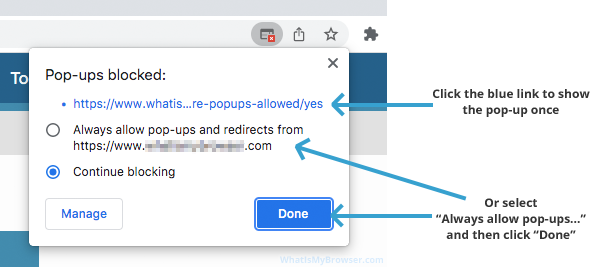 To
Pop-ups blocked:
https://www.whatis...re-popups-allowed/yes
Always allow pop-ups and redirects from
https://www. .com
Continue blocking
Manage
Done
Click the blue link to show
the pop-up once
Or select
“Always allow pop-ups...”
and then click “Done”
WhatIsMyBrowser.com